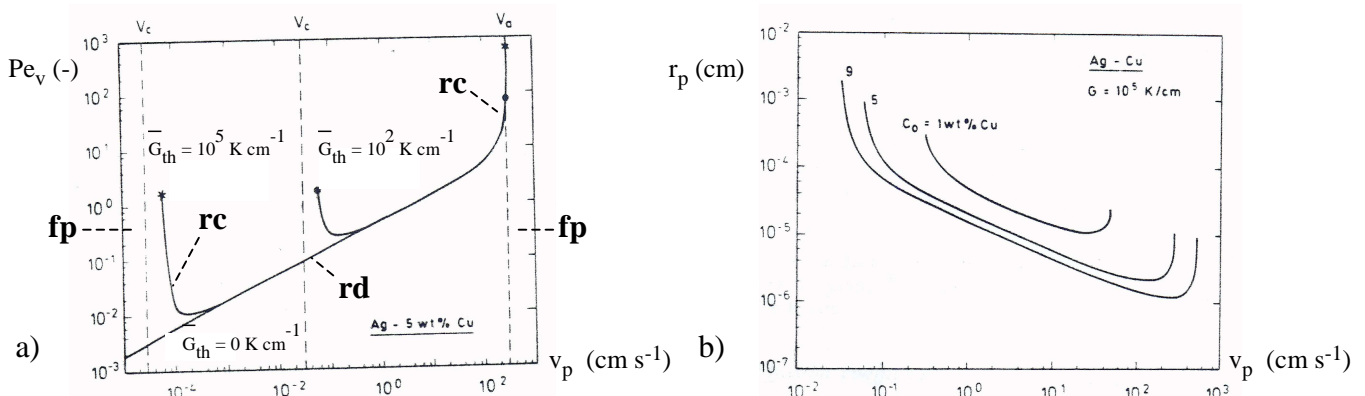 V_c
V_c
V_a
10^3
Pe_v (-)
10^2
rc
G_th = 10^5 K cm^-1
G_th = 10^2 K cm^-1
10^1
10^0
fp
rc
fp
10^-1
rd
10^-2
Ag - 5 wt% Cu
a)
G_th = 0 K cm^-1
10^-3
10^-4
10^-2
10^0
10^2
v_p (cm s^-1)
10^-2
r_p (cm)
Ag - Cu
9
G = 10^5 K/cm
10^-3
5
C_0 = 1 wt% Cu
10^-4
10^-5
10^-6
b)
10^-7
10^-2
10^-1
10^0
10^1
10^2
10^3
v_p (cm s^-1)